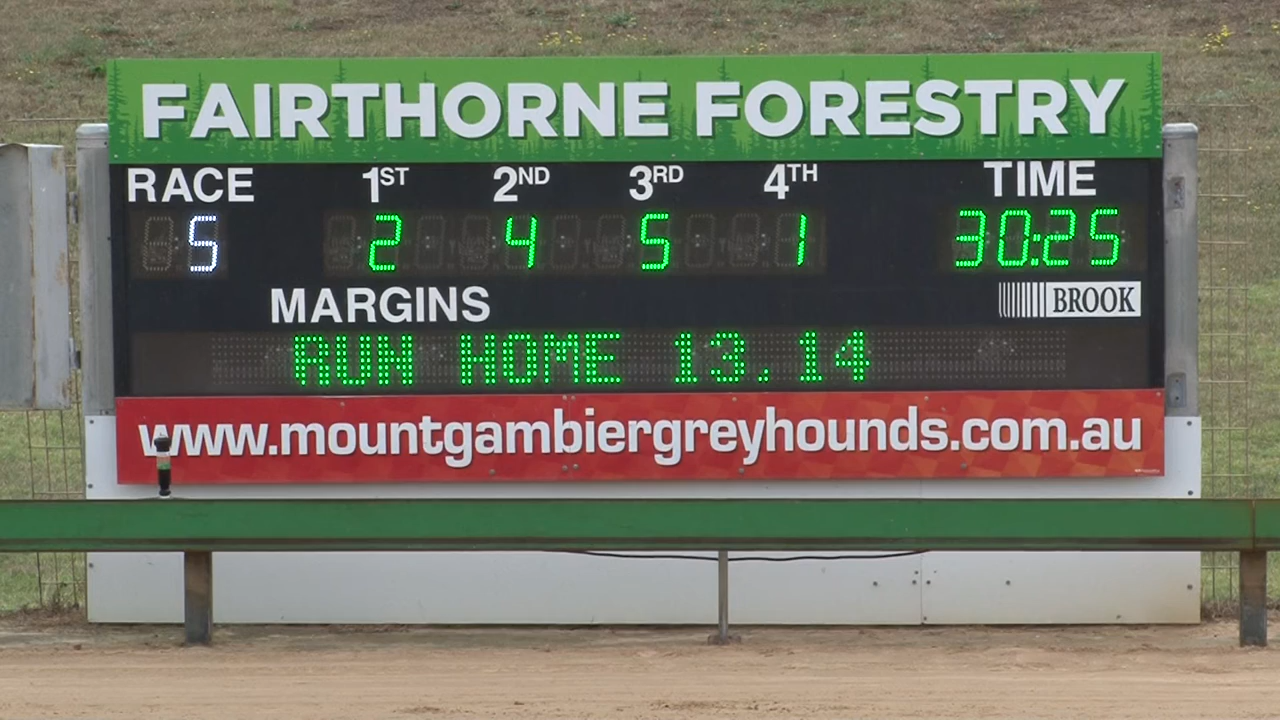 FAIRTHORNE FORESTRY
RACE 1ST 2ND 3RD 4TH TIME
5 2 4 5 1 30:25
MARGINS BROOK
RUN HOME 13.14
www.mountgambiergreyhounds.com.au